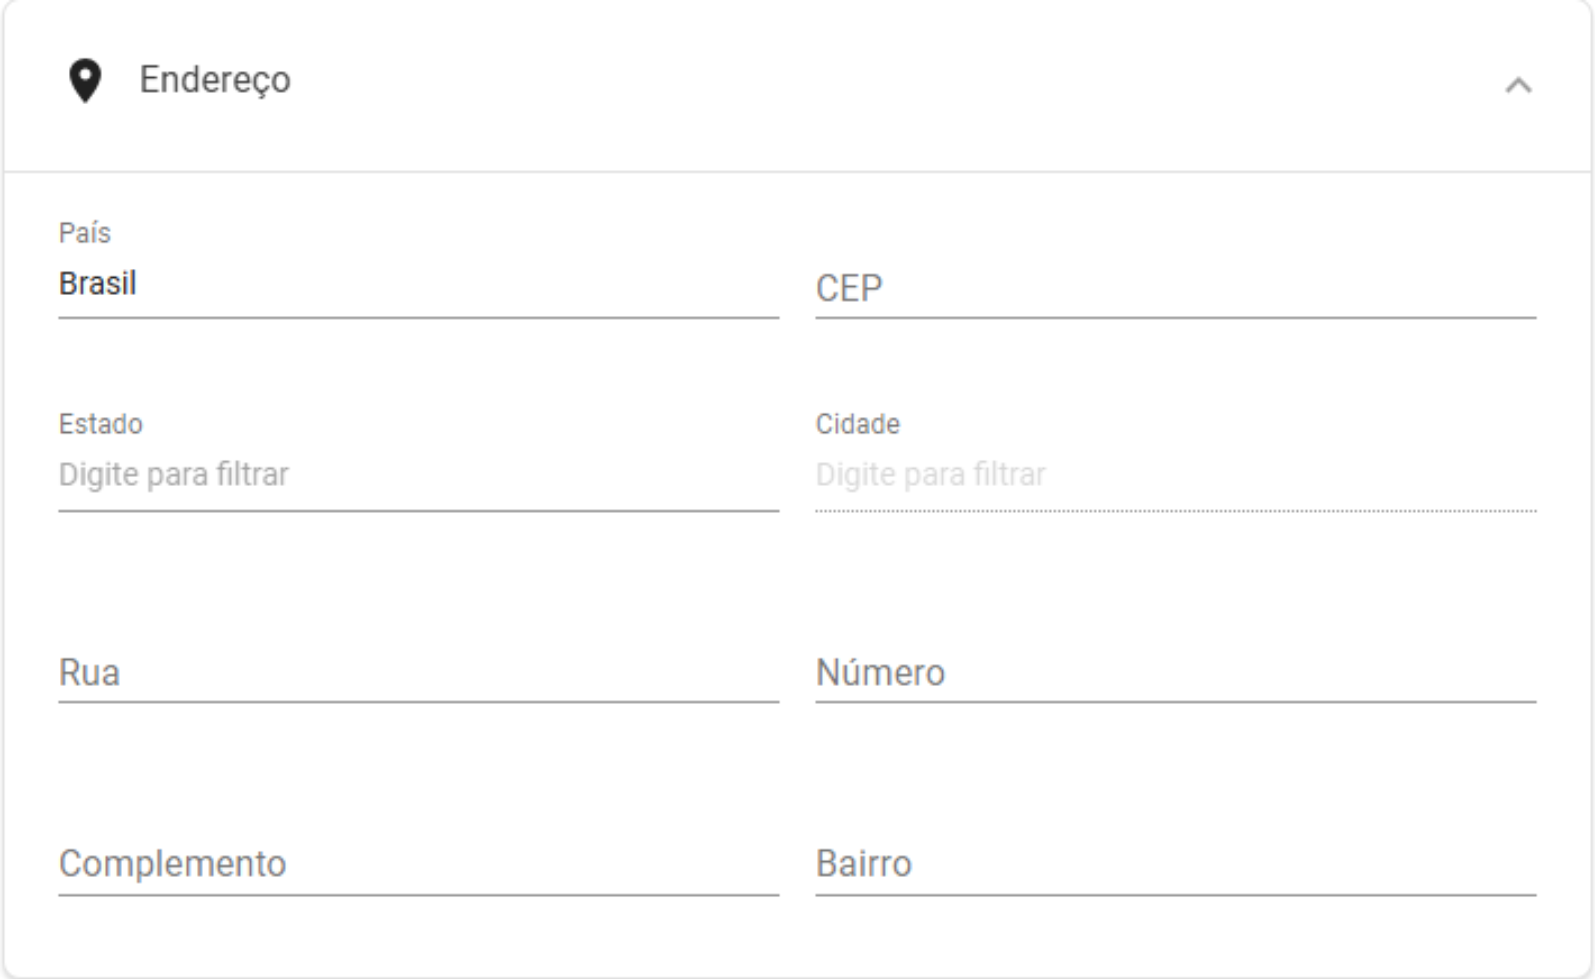 Endereço
País
Brasil
CEP
Estado
Digite para filtrar
Cidade
Digite para filtrar
Rua
Número
Complemento
Bairro